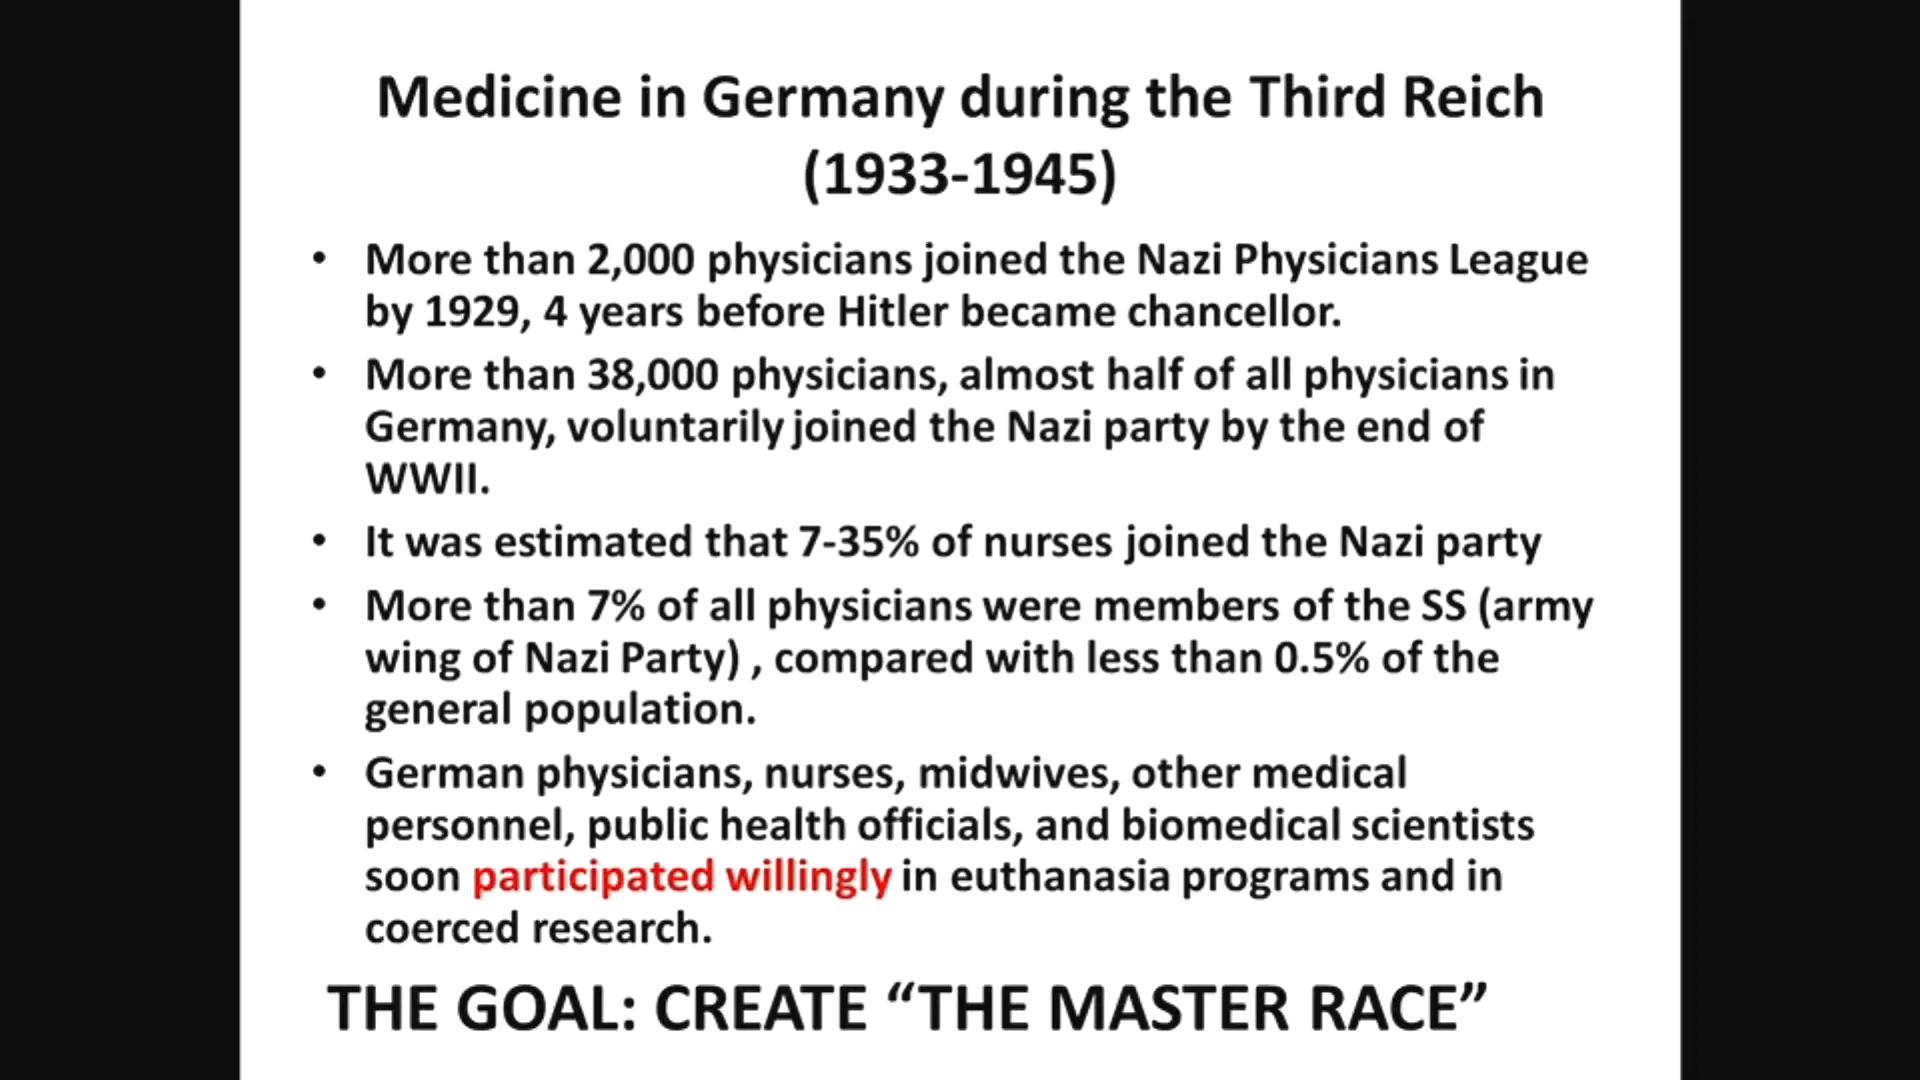 Medicine in Germany during the Third Reich
(1933-1945)
• More than 2,000 physicians joined the Nazi Physicians League
by 1929, 4 years before Hitler became chancellor.
• More than 38,000 physicians, almost half of all physicians in
Germany, voluntarily joined the Nazi party by the end of
WWII.
• It was estimated that 7-35% of nurses joined the Nazi party
• More than 7% of all physicians were members of the SS (army
wing of Nazi Party) , compared with less than 0.5% of the
general population.
• German physicians, nurses, midwives, other medical
personnel, public health officials, and biomedical scientists
soon participated willingly in euthanasia programs and in
coerced research.
THE GOAL: CREATE “THE MASTER RACE”